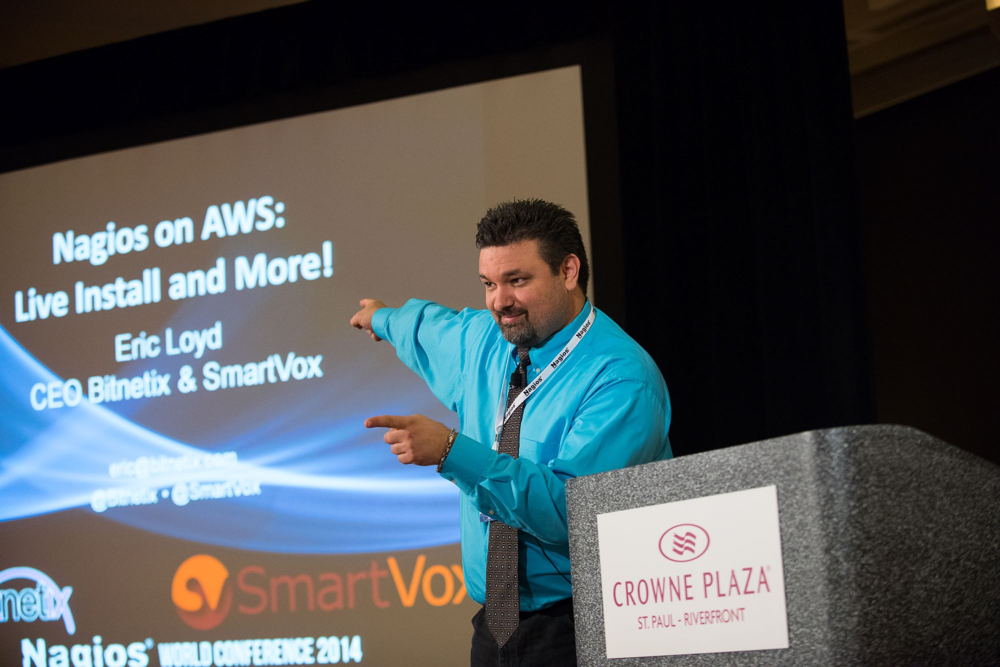 Nagios on AWS:
Live Install and More!
Eric Loyd
CEO Bitnetix & SmartVox
eric@bitnetix.com
@Bitnetix • @SmartVox
netix
SmartVox
Nagios® WORLD CONFERENCE 2014
Nagios®
Nagios®
Nagios®
Nagios®
CROWNE PLAZA®
ST. PAUL - RIVERFRONT